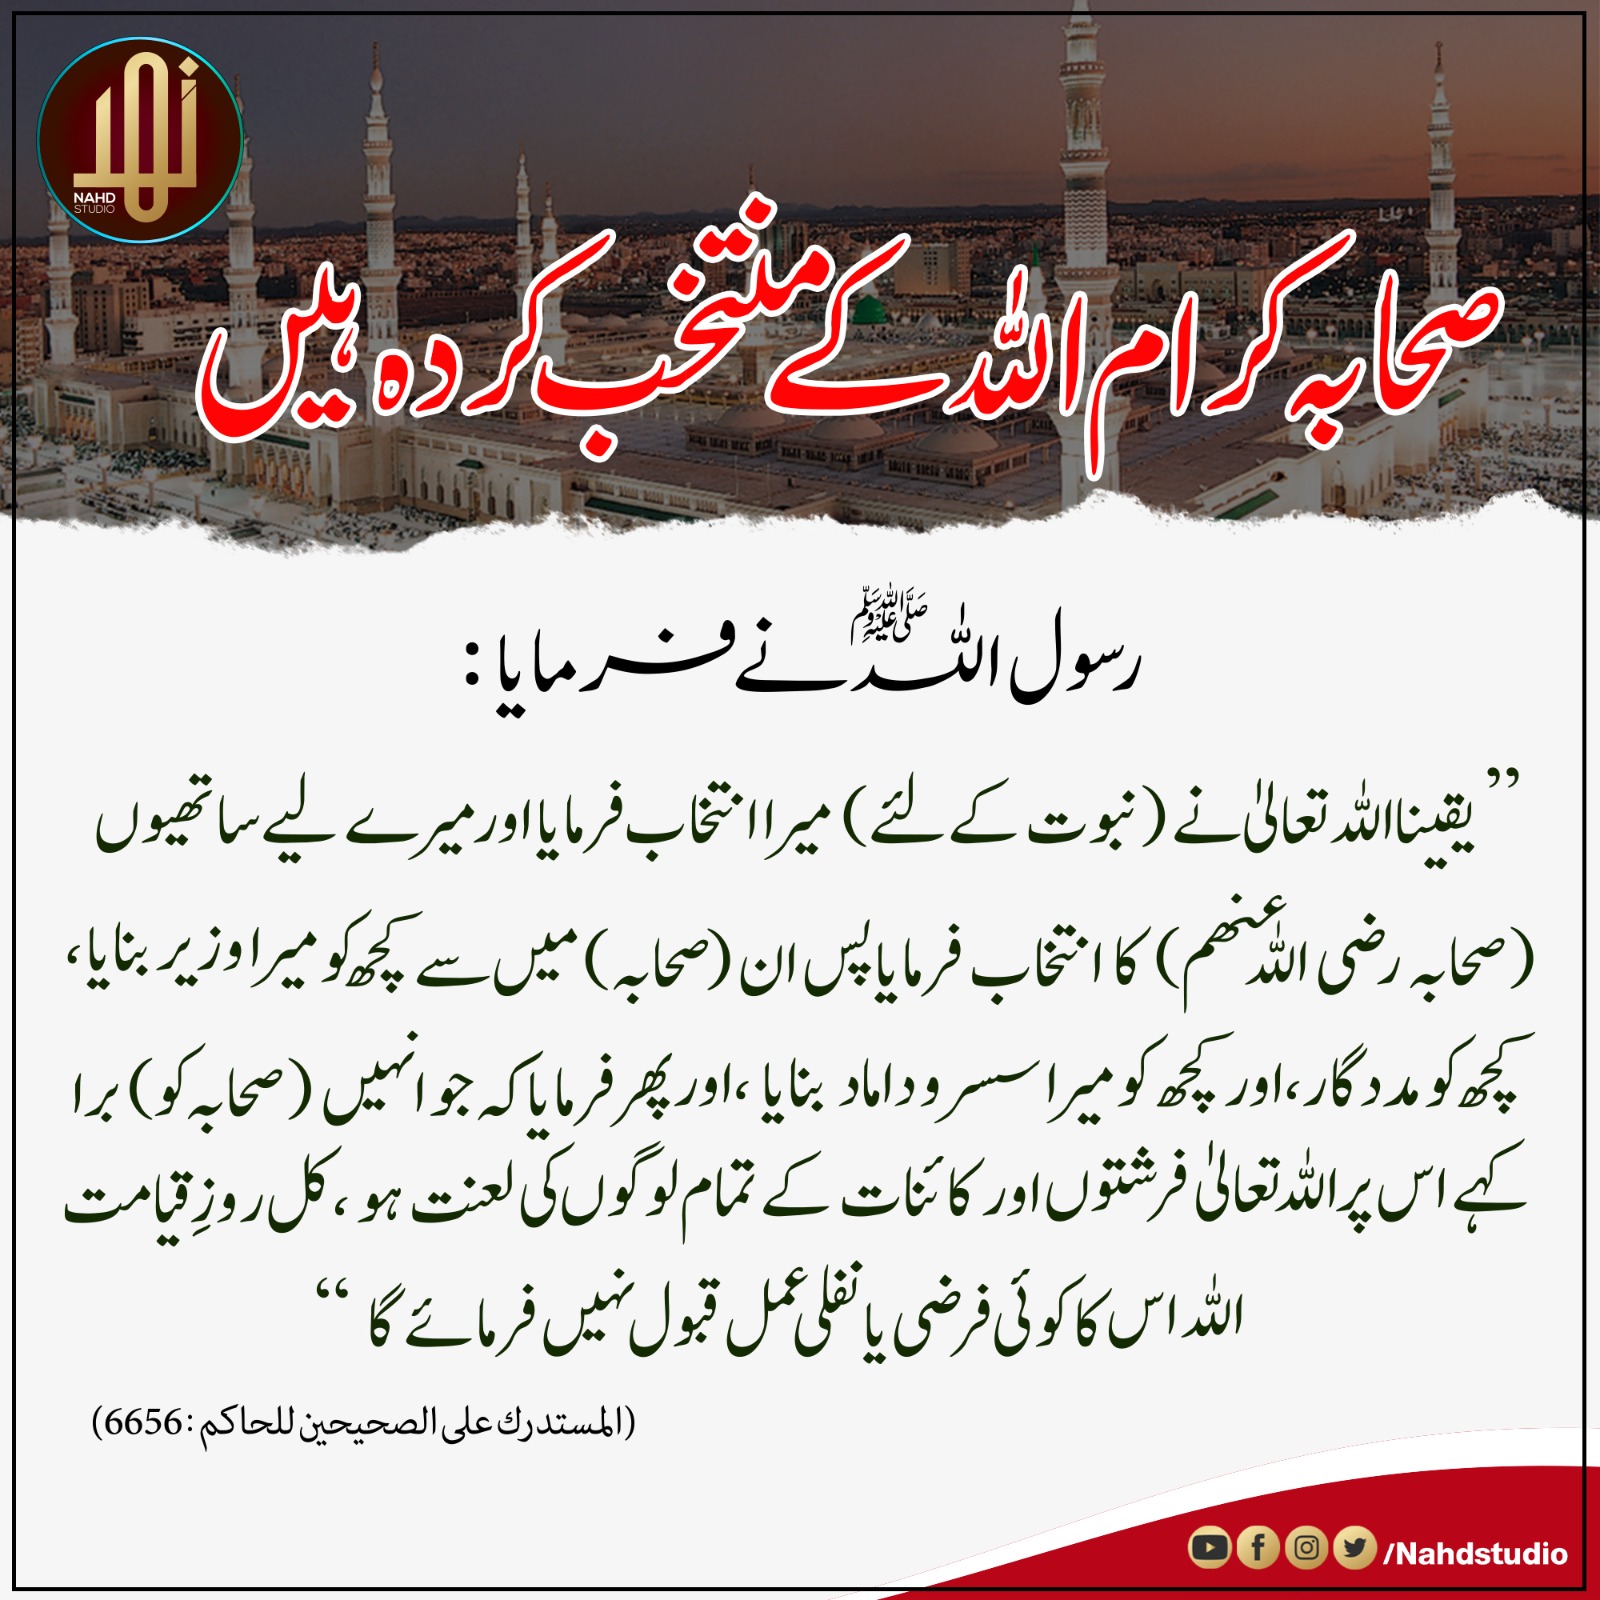 نهد
NAHD
STUDIO
صحابہ کرام اللہ کے منتخب کردہ ہیں
رسول اللہ ﷺ نے فرمایا:
”یقینا اللہ تعالیٰ نے (نبوت کے لئے) میرا انتخاب فرمایا اور میرے لیے ساتھیوں
(صحابہ رضی اللہ عنھم) کا انتخاب فرمایا پس ان (صحابہ) میں سے کچھ کو میرا وزیر بنایا،
کچھ کو مددگار، اور کچھ کو میرا سسر و داماد بنایا، اور پھر فرمایا کہ جو انہیں (صحابہ کو) برا
کہے اس پر اللہ تعالیٰ فرشتوں اور کائنات کے تمام لوگوں کی لعنت ہو، کل روزِ قیامت
اللہ اس کا کوئی فرضی یا نفلی عمل قبول نہیں فرمائے گا“
(المستدرك على الصحيحين للحاكم: 6656)
/Nahdstudio